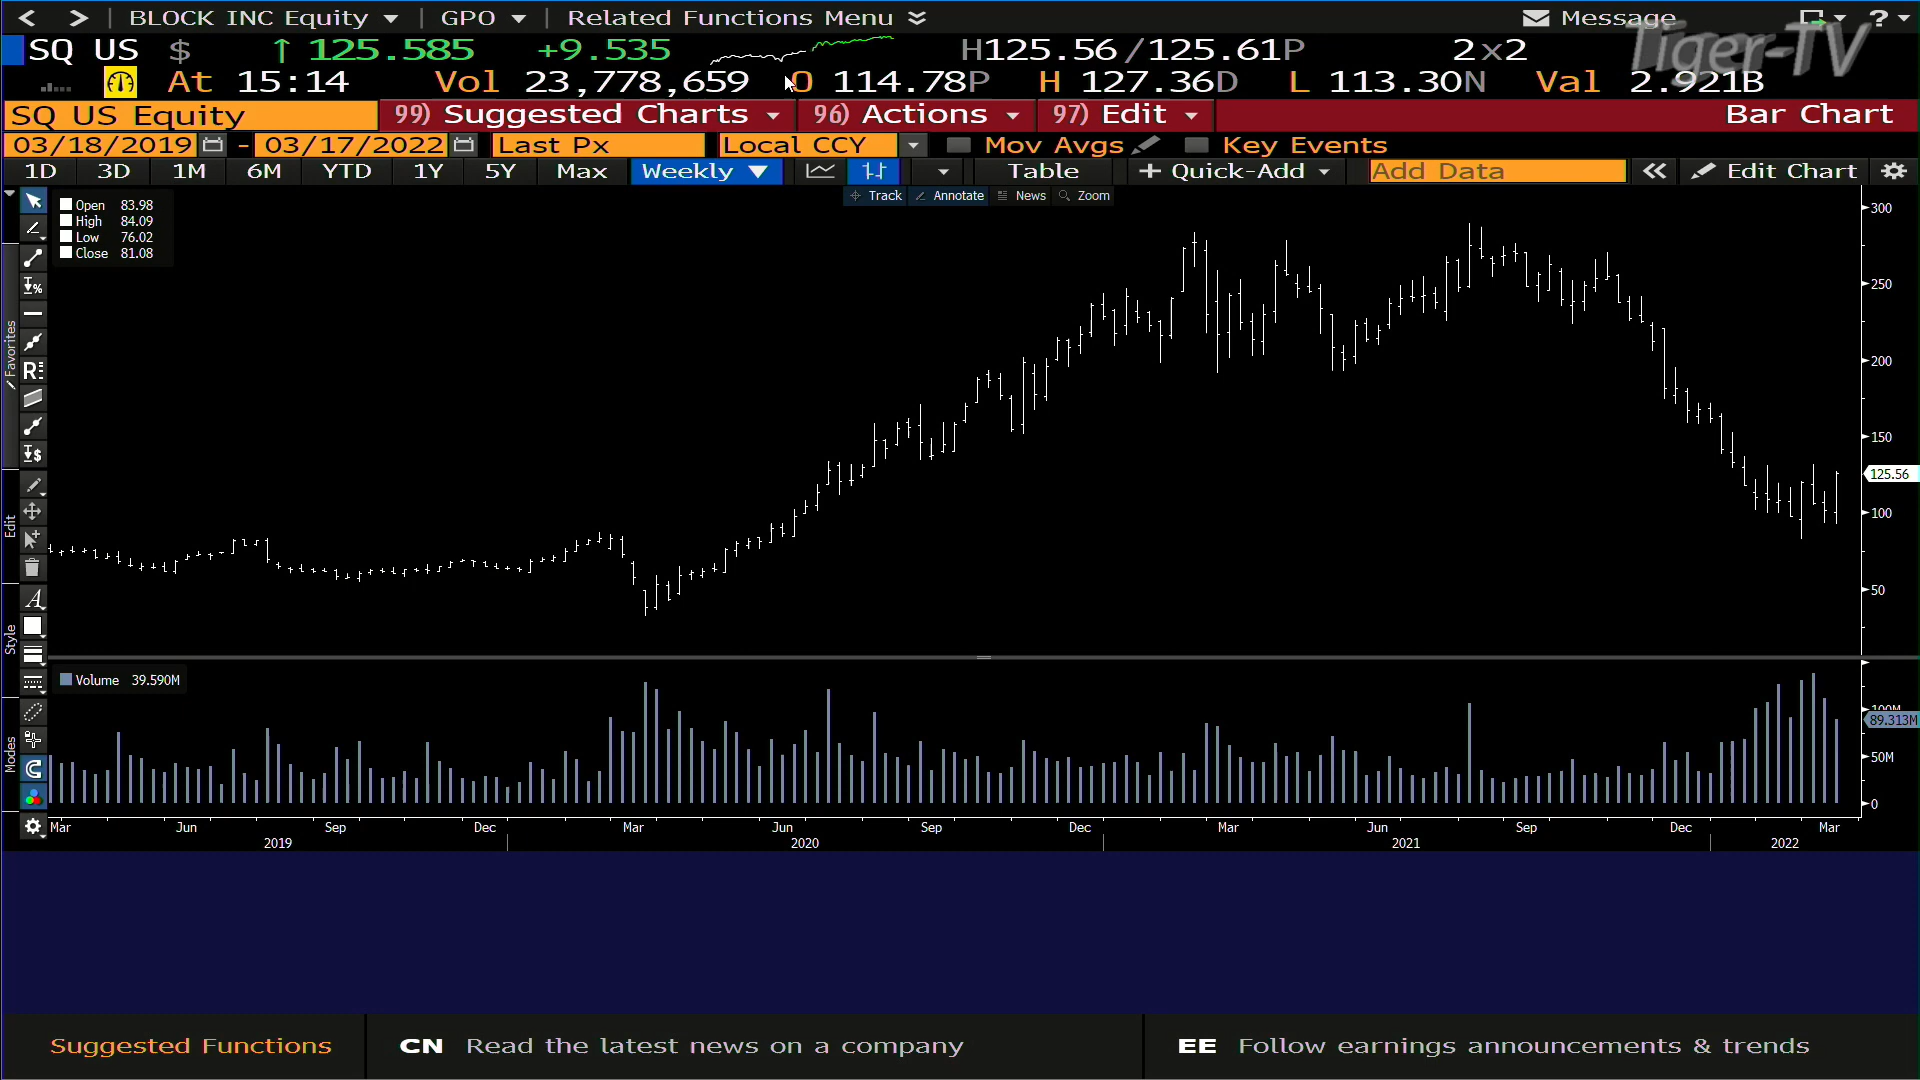 BLOCK INC Equity GPO Related Functions Menu Message ?
SQ US $ ↑ 125.585 +9.535 H125.56/125.61P 2x2
At 15:14 Vol 23,778,659 O 114.78P H 127.36D L 113.30N Val 2.921B
Tiger-TV
SQ US Equity 99) Suggested Charts 96) Actions 97) Edit Bar Chart
03/18/2019 - 03/17/2022 Last Px Local CCY Mov Avgs Key Events
1D 3D 1M 6M YTD 1Y 5Y Max Weekly Table + Quick-Add Add Data Edit Chart
Track Annotate News Zoom
Open 83.98
High 84.09
Low 76.02
Close 81.08
300
250
200
150
125.56
100
50
Favorites
Edit
Style
Modes
Volume 39.590M
100M
89.313M
50M
0
Mar Jun Sep Dec Mar Jun Sep Dec Mar Jun Sep Dec Mar
2019 2020 2021 2022
Suggested Functions CN Read the latest news on a company EE Follow earnings announcements & trends